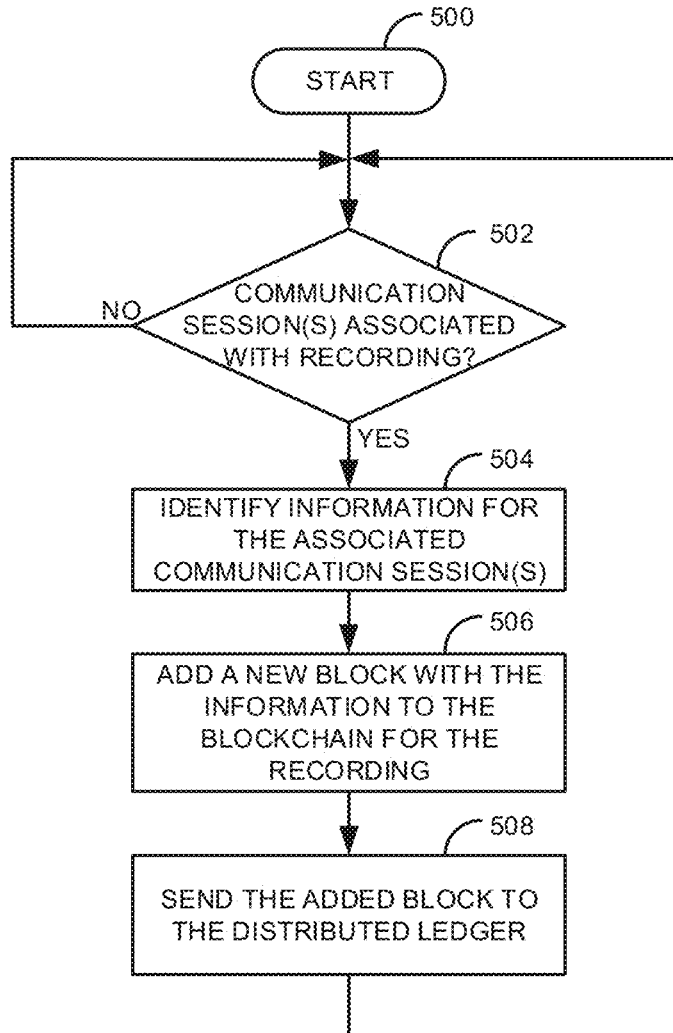 500
START
502
COMMUNICATION
SESSION(S) ASSOCIATED
WITH RECORDING?
NO
YES
504
IDENTIFY INFORMATION FOR
THE ASSOCIATED
COMMUNICATION SESSION(S)
506
ADD A NEW BLOCK WITH THE
INFORMATION TO THE
BLOCKCHAIN FOR THE
RECORDING
508
SEND THE ADDED BLOCK TO
THE DISTRIBUTED LEDGER